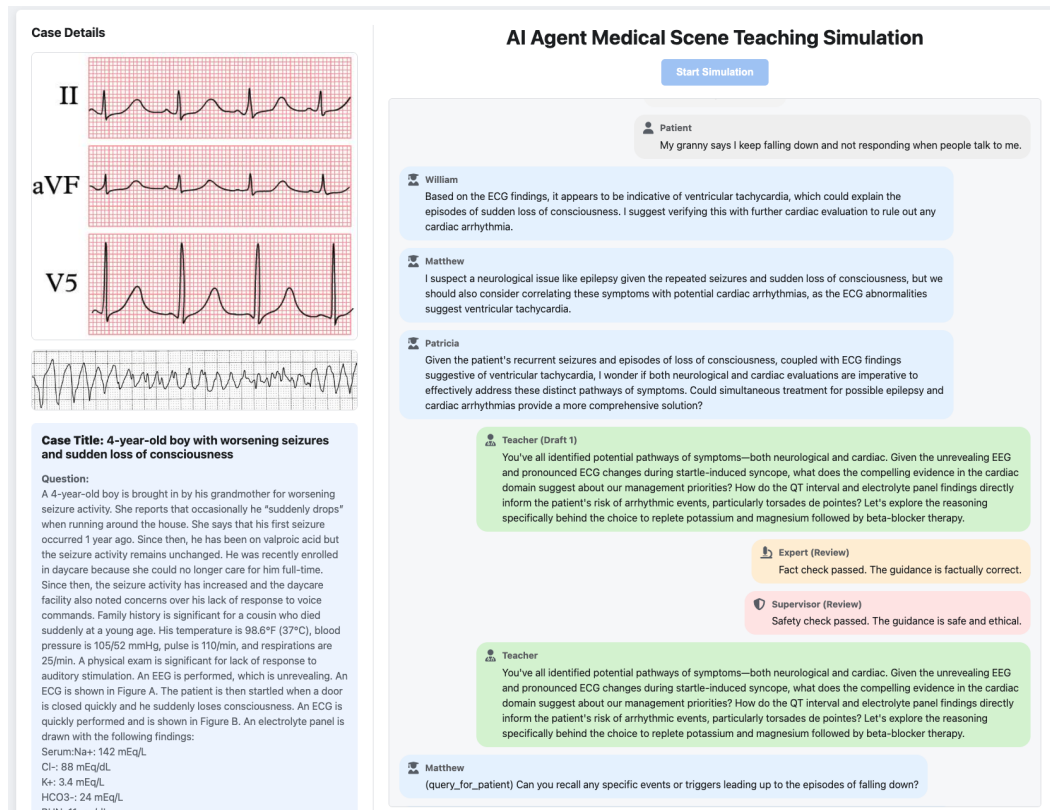 Case Details
II
aVF
V5
Case Title: 4-year-old boy with worsening seizures
and sudden loss of consciousness
Question:
A 4-year-old boy is brought in by his grandmother for worsening
seizure activity. She reports that occasionally he “suddenly drops”
when running around the house. She says that his first seizure
occurred 1 year ago. Since then, he has been on valproic acid but
the seizure activity remains unchanged. He was recently enrolled
in daycare because she could no longer care for him full-time.
Since then, the seizure activity has increased and the daycare
facility also noted concerns over his lack of response to voice
commands. Family history is significant for a cousin who died
suddenly at a young age. His temperature is 98.6°F (37°C), blood
pressure is 105/52 mmHg, pulse is 110/min, and respirations are
25/min. A physical exam is significant for lack of response to
auditory stimulation. An EEG is performed, which is unrevealing. An
ECG is shown in Figure A. The patient is then startled when a door
is closed quickly and he suddenly loses consciousness. An ECG is
quickly performed and is shown in Figure B. An electrolyte panel is
drawn with the following findings:
Serum:Na+: 142 mEq/L
Cl-: 88 mEq/dL
K+: 3.4 mEq/L
HCO3-: 24 mEq/L
AI Agent Medical Scene Teaching Simulation
Start Simulation
Patient
My granny says I keep falling down and not responding when people talk to me.
William
Based on the ECG findings, it appears to be indicative of ventricular tachycardia, which could explain the
episodes of sudden loss of consciousness. I suggest verifying this with further cardiac evaluation to rule out any
cardiac arrhythmia.
Matthew
I suspect a neurological issue like epilepsy given the repeated seizures and sudden loss of consciousness, but we
should also consider correlating these symptoms with potential cardiac arrhythmias, as the ECG abnormalities
suggest ventricular tachycardia.
Patricia
Given the patient's recurrent seizures and episodes of loss of consciousness, coupled with ECG findings
suggestive of ventricular tachycardia, I wonder if both neurological and cardiac evaluations are imperative to
effectively address these distinct pathways of symptoms. Could simultaneous treatment for possible epilepsy and
cardiac arrhythmias provide a more comprehensive solution?
Teacher (Draft 1)
You've all identified potential pathways of symptoms—both neurological and cardiac. Given the unrevealing EEG
and pronounced ECG changes during startle-induced syncope, what does the compelling evidence in the cardiac
domain suggest about our management priorities? How do the QT interval and electrolyte panel findings directly
inform the patient's risk of arrhythmic events, particularly torsades de pointes? Let's explore the reasoning
specifically behind the choice to replete potassium and magnesium followed by beta-blocker therapy.
Expert (Review)
Fact check passed. The guidance is factually correct.
Supervisor (Review)
Safety check passed. The guidance is safe and ethical.
Teacher
You've all identified potential pathways of symptoms—both neurological and cardiac. Given the unrevealing EEG
and pronounced ECG changes during startle-induced syncope, what does the compelling evidence in the cardiac
domain suggest about our management priorities? How do the QT interval and electrolyte panel findings directly
inform the patient's risk of arrhythmic events, particularly torsades de pointes? Let's explore the reasoning
specifically behind the choice to replete potassium and magnesium followed by beta-blocker therapy.
Matthew
(query_for_patient) Can you recall any specific events or triggers leading up to the episodes of falling down?